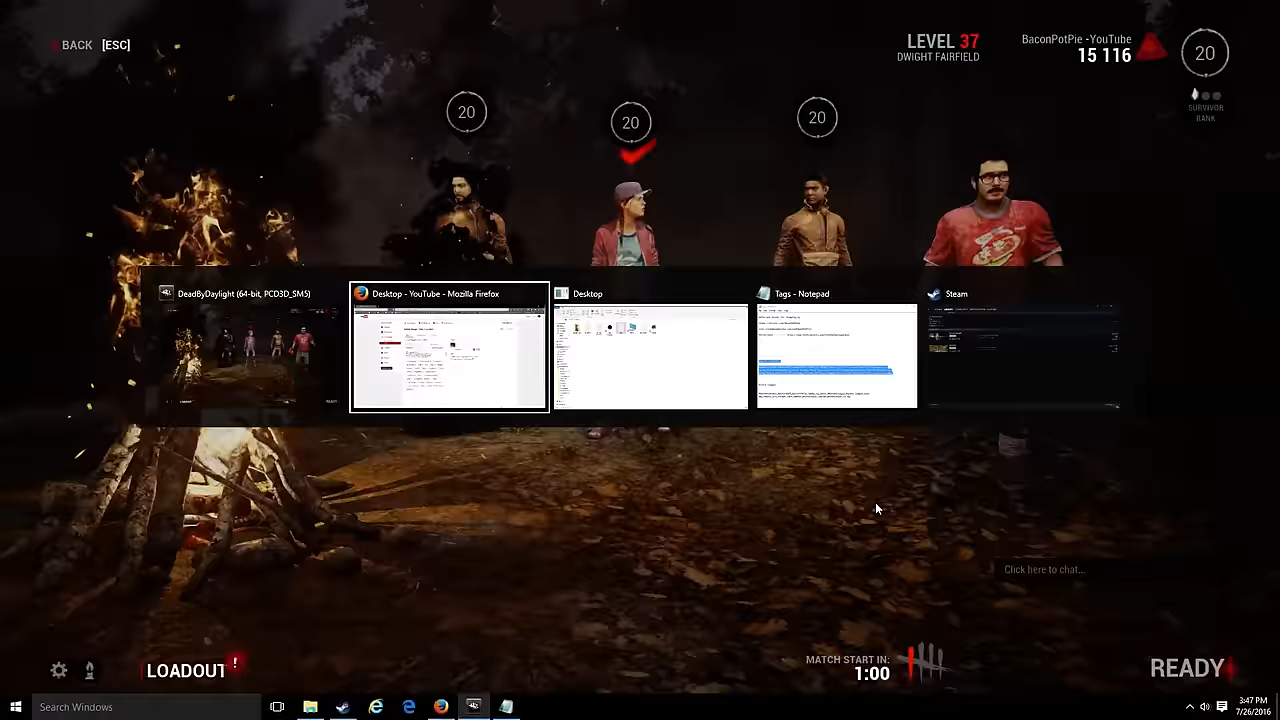 BACK [ESC]
LEVEL 37
DWIGHT FAIRFIELD
BaconPotPie -YouTube
15 116
20
SURVIVOR
RANK
20
20
20
DeadByDaylight (64-bit, PCD3D_SM5)
Desktop - YouTube - Mozilla Firefox
Desktop
Tags - Notepad
Steam
Click here to chat...
LOADOUT !
MATCH START IN:
1:00
READY
Search Windows
3:47 PM
7/26/2016